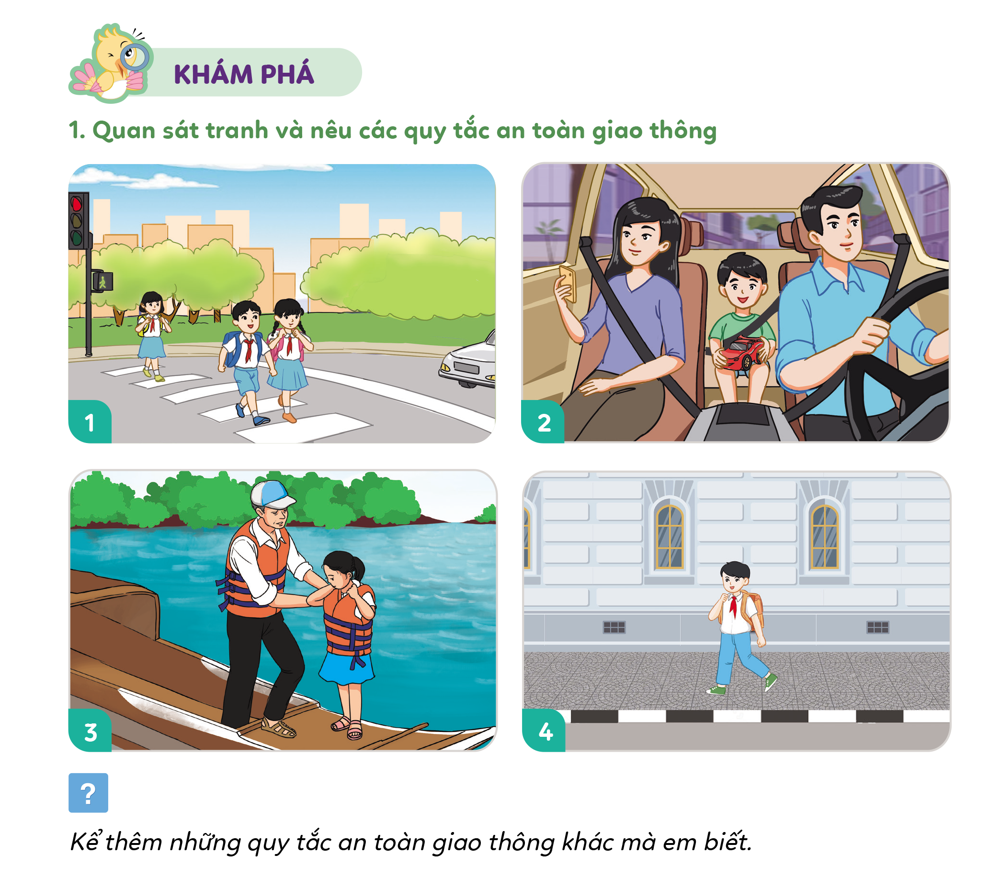 KHÁM PHÁ
1. Quan sát tranh và nêu các quy tắc an toàn giao thông
1
2
3
4
?
Kể thêm những quy tắc an toàn giao thông khác mà em biết.